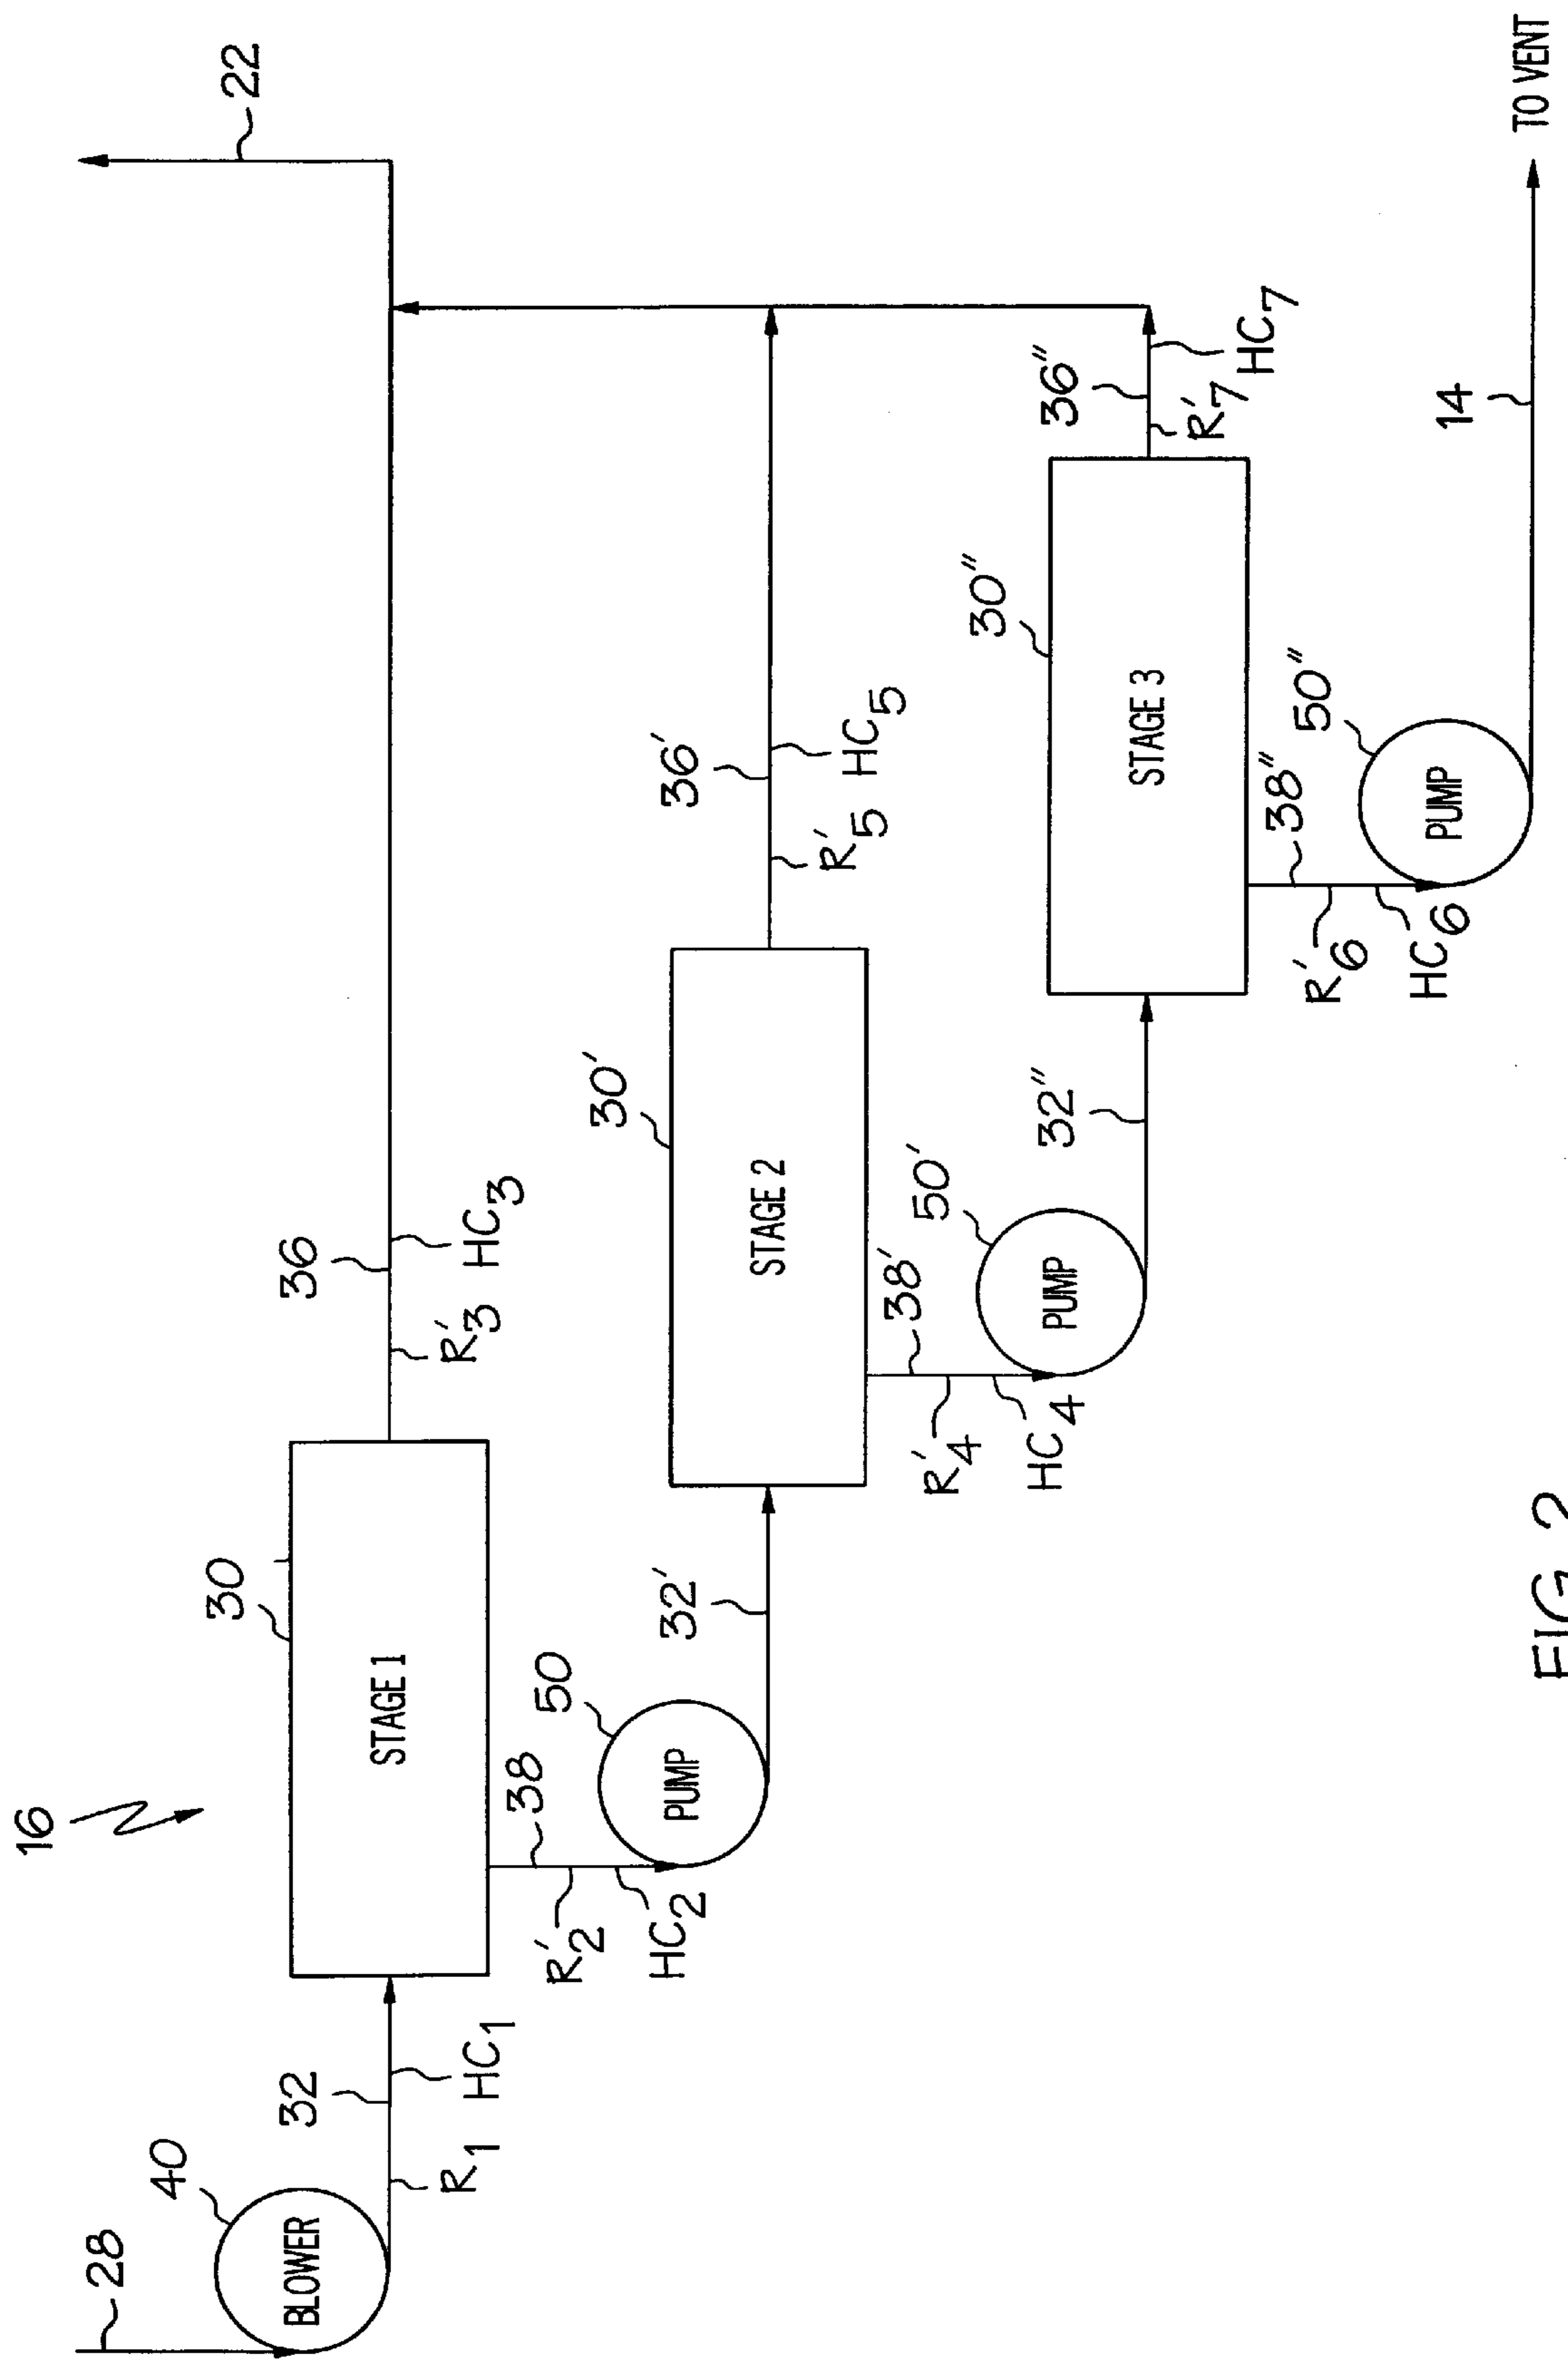 16
28
40
BLOWER
32
R1
HC1
30
STAGE 1
36
R'3
HC3
22
38
R'2
HC2
50
PUMP
32'
30'
STAGE 2
36'
R'5
HC5
38'
R'4
HC4
50'
PUMP
32"
30"
STAGE 3
36"
R'7
HC7
38"
R'6
HC6
50"
PUMP
14
TO VENT
FIG. 2